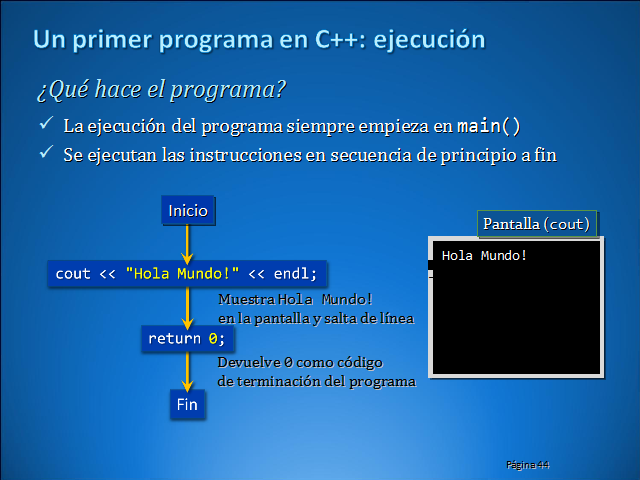 Un primer programa en C++: ejecución
¿Qué hace el programa?
✓ La ejecución del programa siempre empieza en main()
✓ Se ejecutan las instrucciones en secuencia de principio a fin
Inicio
Pantalla (cout)
Hola Mundo!
cout << "Hola Mundo!" << endl;
Muestra Hola Mundo!
en la pantalla y salta de línea
return 0;
Devuelve 0 como código
de terminación del programa
Fin
Página 44